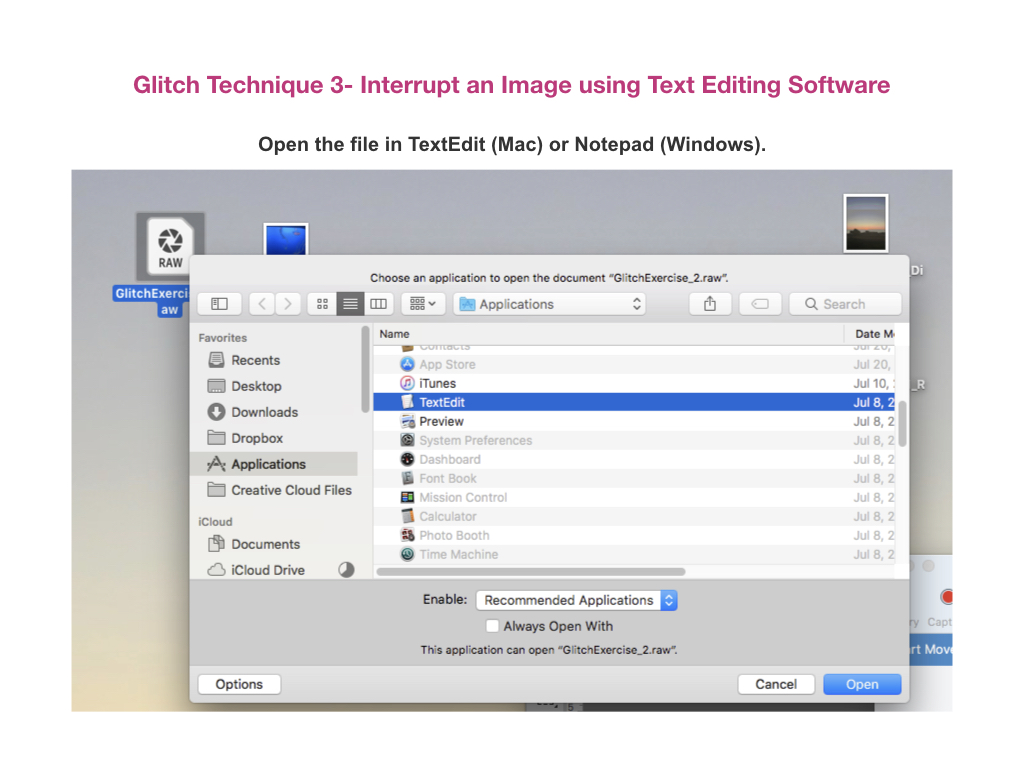 Glitch Technique 3- Interrupt an Image using Text Editing Software
Open the file in TextEdit (Mac) or Notepad (Windows).
RAW
GlitchExerci
aw
Di
_R
Choose an application to open the document “GlitchExercise_2.raw”.
Applications
Search
Favorites
Recents
Desktop
Downloads
Dropbox
Applications
Creative Cloud Files
iCloud
Documents
iCloud Drive
Name Date M
Contacts Jul 20,
App Store Jul 20,
iTunes Jul 10,
TextEdit Jul 8, 2
Preview Jul 8, 2
System Preferences Jul 8, 2
Dashboard Jul 8, 2
Font Book Jul 8, 2
Mission Control Jul 8, 2
Calculator Jul 8, 2
Photo Booth Jul 8, 2
Time Machine Jul 8, 2
Enable: Recommended Applications
Always Open With
This application can open “GlitchExercise_2.raw”.
Options Cancel Open
ry Capt
rt Move
5